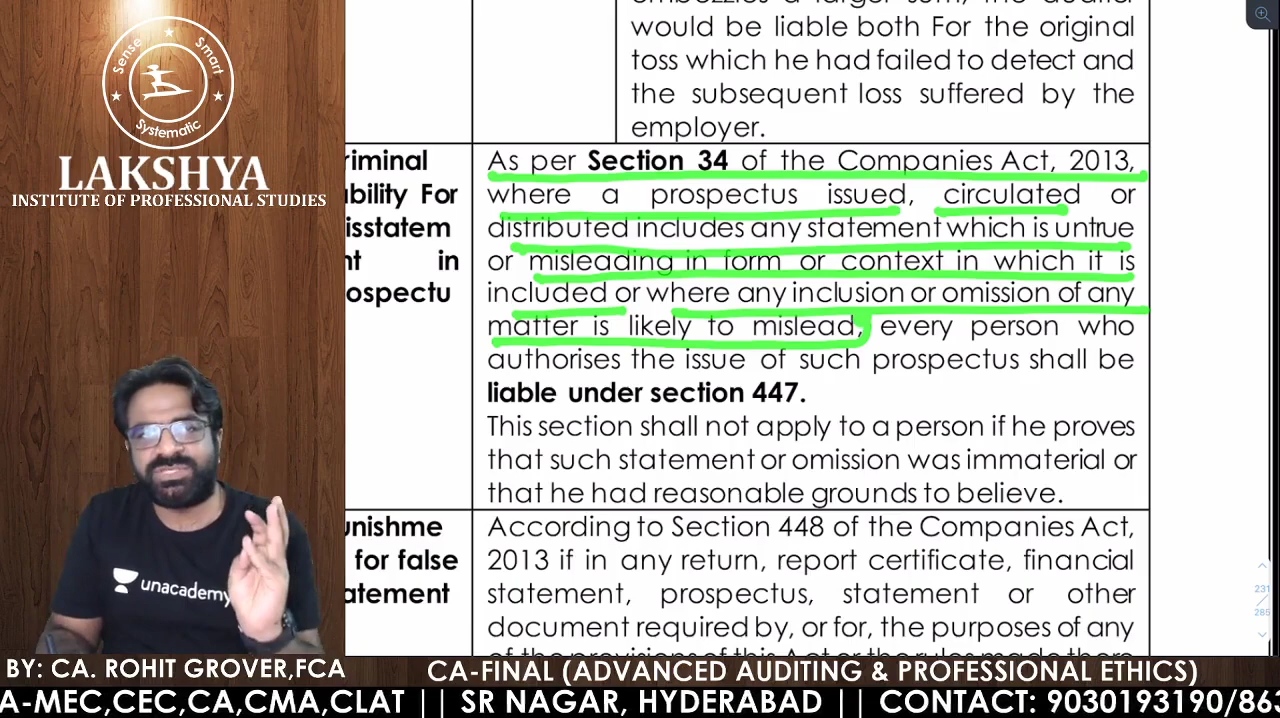 Sense
Smart
Systematic
LAKSHYA
INSTITUTE OF PROFESSIONAL STUDIES
would be liable both For the original
toss which he had failed to detect and
the subsequent loss suffered by the
employer.
riminal
ability For
isstatem
nt in
ospectu
As per Section 34 of the Companies Act, 2013,
where a prospectus issued, circulated or
distributed includes any statement which is untrue
or misleading in form or context in which it is
included or where any inclusion or omission of any
matter is likely to mislead, every person who
authorises the issue of such prospectus shall be
liable under section 447.
This section shall not apply to a person if he proves
that such statement or omission was immaterial or
that he had reasonable grounds to believe.
unishme
for false
atement
According to Section 448 of the Companies Act,
2013 if in any return, report certificate, financial
statement, prospectus, statement or other
document required by, or for, the purposes of any
unacademy
231
285
BY: CA. ROHIT GROVER,FCA
CA-FINAL (ADVANCED AUDITING & PROFESSIONAL ETHICS)
A-MEC,CEC,CA,CMA,CLAT || SR NAGAR, HYDERABAD || CONTACT: 9030193190/863